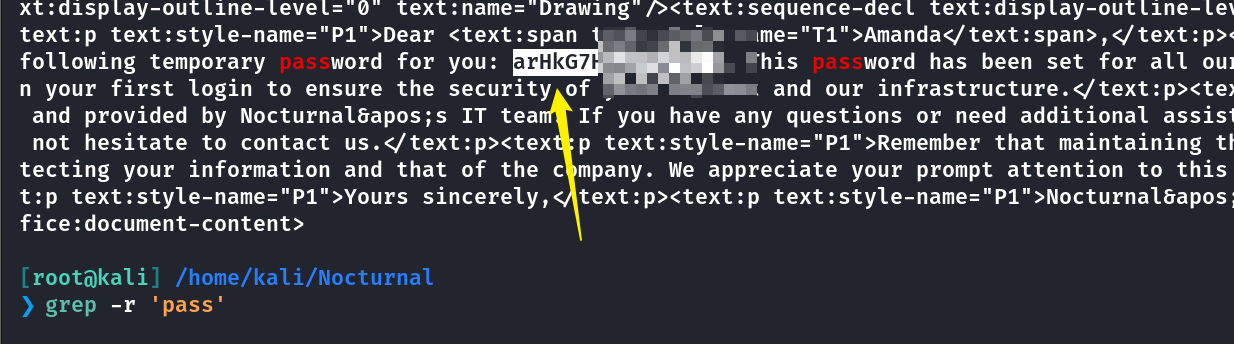 xt:display-outline-level="0" text:name="Drawing"/><text:sequence-decl text:display-outline-lev
text:p text:style-name="P1">Dear <text:span t ame="T1">Amanda</text:span>,</text:p><
following temporary password for you: arHkG7H This password has been set for all our
n your first login to ensure the security of and our infrastructure.</text:p><tex
and provided by Nocturnal&apos;s IT team. If you have any questions or need additional assist
not hesitate to contact us.</text:p><text:p text:style-name="P1">Remember that maintaining th
tecting your information and that of the company. We appreciate your prompt attention to this
t:p text:style-name="P1">Yours sincerely,</text:p><text:p text:style-name="P1">Nocturnal&apos;
fice:document-content>
[root@kali] /home/kali/Nocturnal
❯ grep -r 'pass'